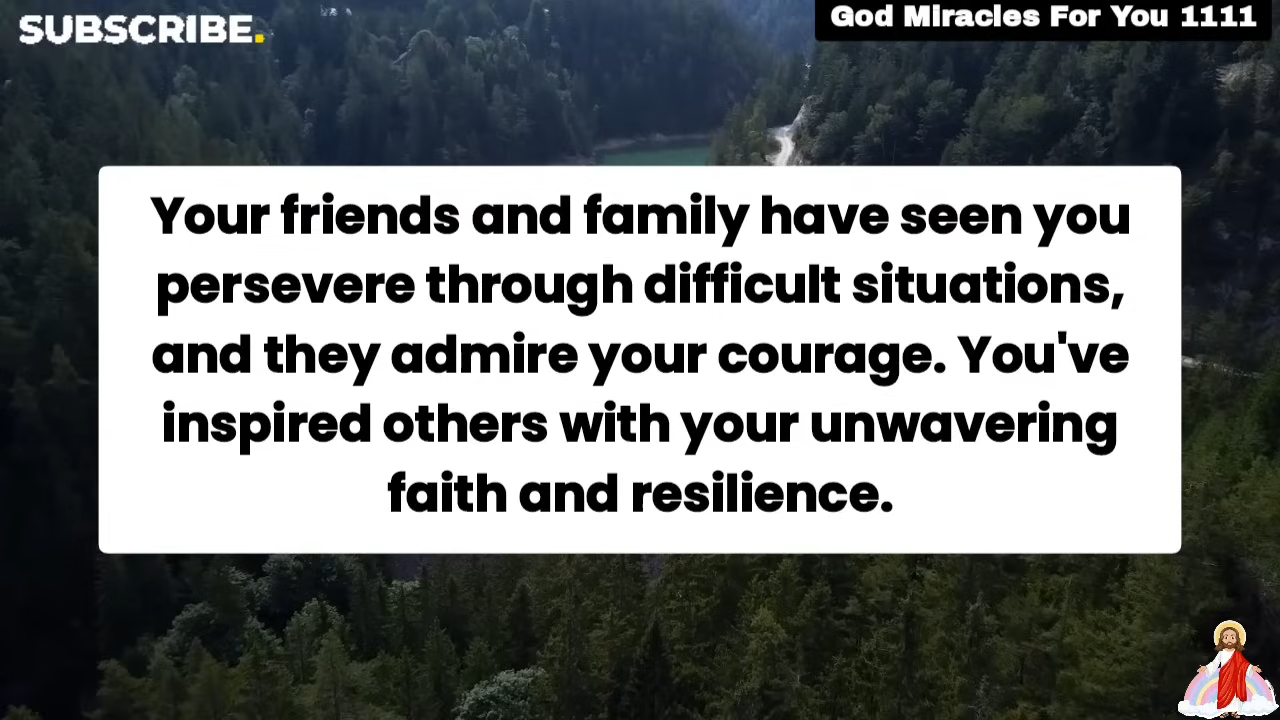 SUBSCRIBE.
God Miracles For You 1111
Your friends and family have seen you
persevere through difficult situations,
and they admire your courage. You've
inspired others with your unwavering
faith and resilience.